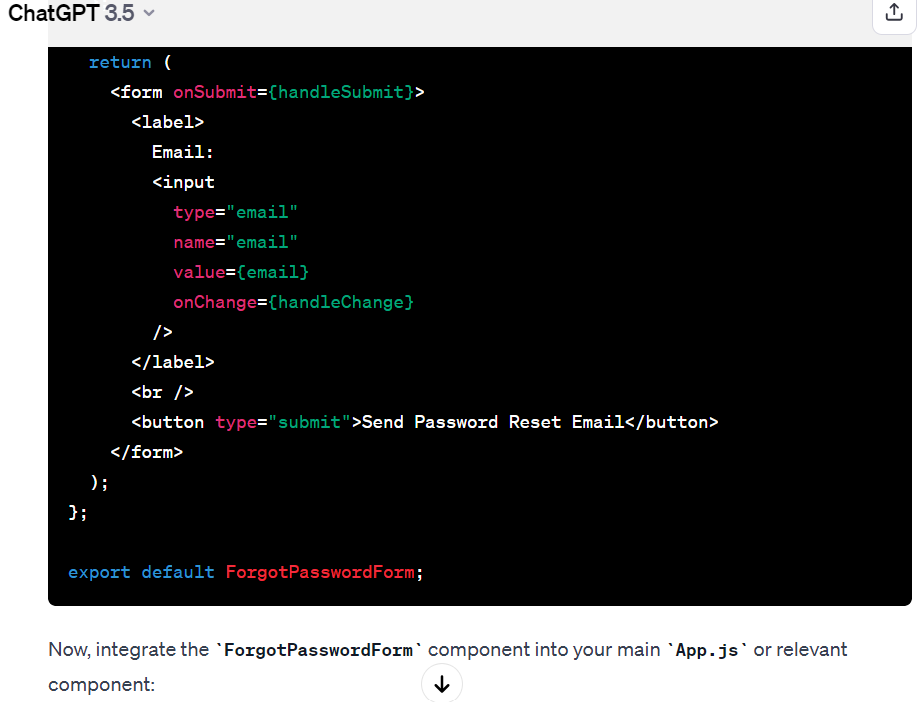 ChatGPT 3.5
return (
<form onSubmit={handleSubmit}>
<label>
Email:
<input
type="email"
name="email"
value={email}
onChange={handleChange}
/>
</label>
<br />
<button type="submit">Send Password Reset Email</button>
</form>
);
};
export default ForgotPasswordForm;
Now, integrate the `ForgotPasswordForm` component into your main `App.js` or relevant
component: